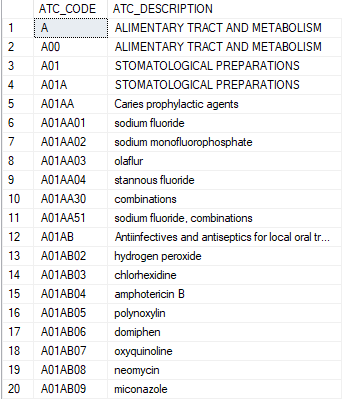 ATC_CODE ATC_DESCRIPTION
1 A ALIMENTARY TRACT AND METABOLISM
2 A00 ALIMENTARY TRACT AND METABOLISM
3 A01 STOMATOLOGICAL PREPARATIONS
4 A01A STOMATOLOGICAL PREPARATIONS
5 A01AA Caries prophylactic agents
6 A01AA01 sodium fluoride
7 A01AA02 sodium monofluorophosphate
8 A01AA03 olaflur
9 A01AA04 stannous fluoride
10 A01AA30 combinations
11 A01AA51 sodium fluoride, combinations
12 A01AB Antiinfectives and antiseptics for local oral tr...
13 A01AB02 hydrogen peroxide
14 A01AB03 chlorhexidine
15 A01AB04 amphotericin B
16 A01AB05 polynoxylin
17 A01AB06 domiphen
18 A01AB07 oxyquinoline
19 A01AB08 neomycin
20 A01AB09 miconazole